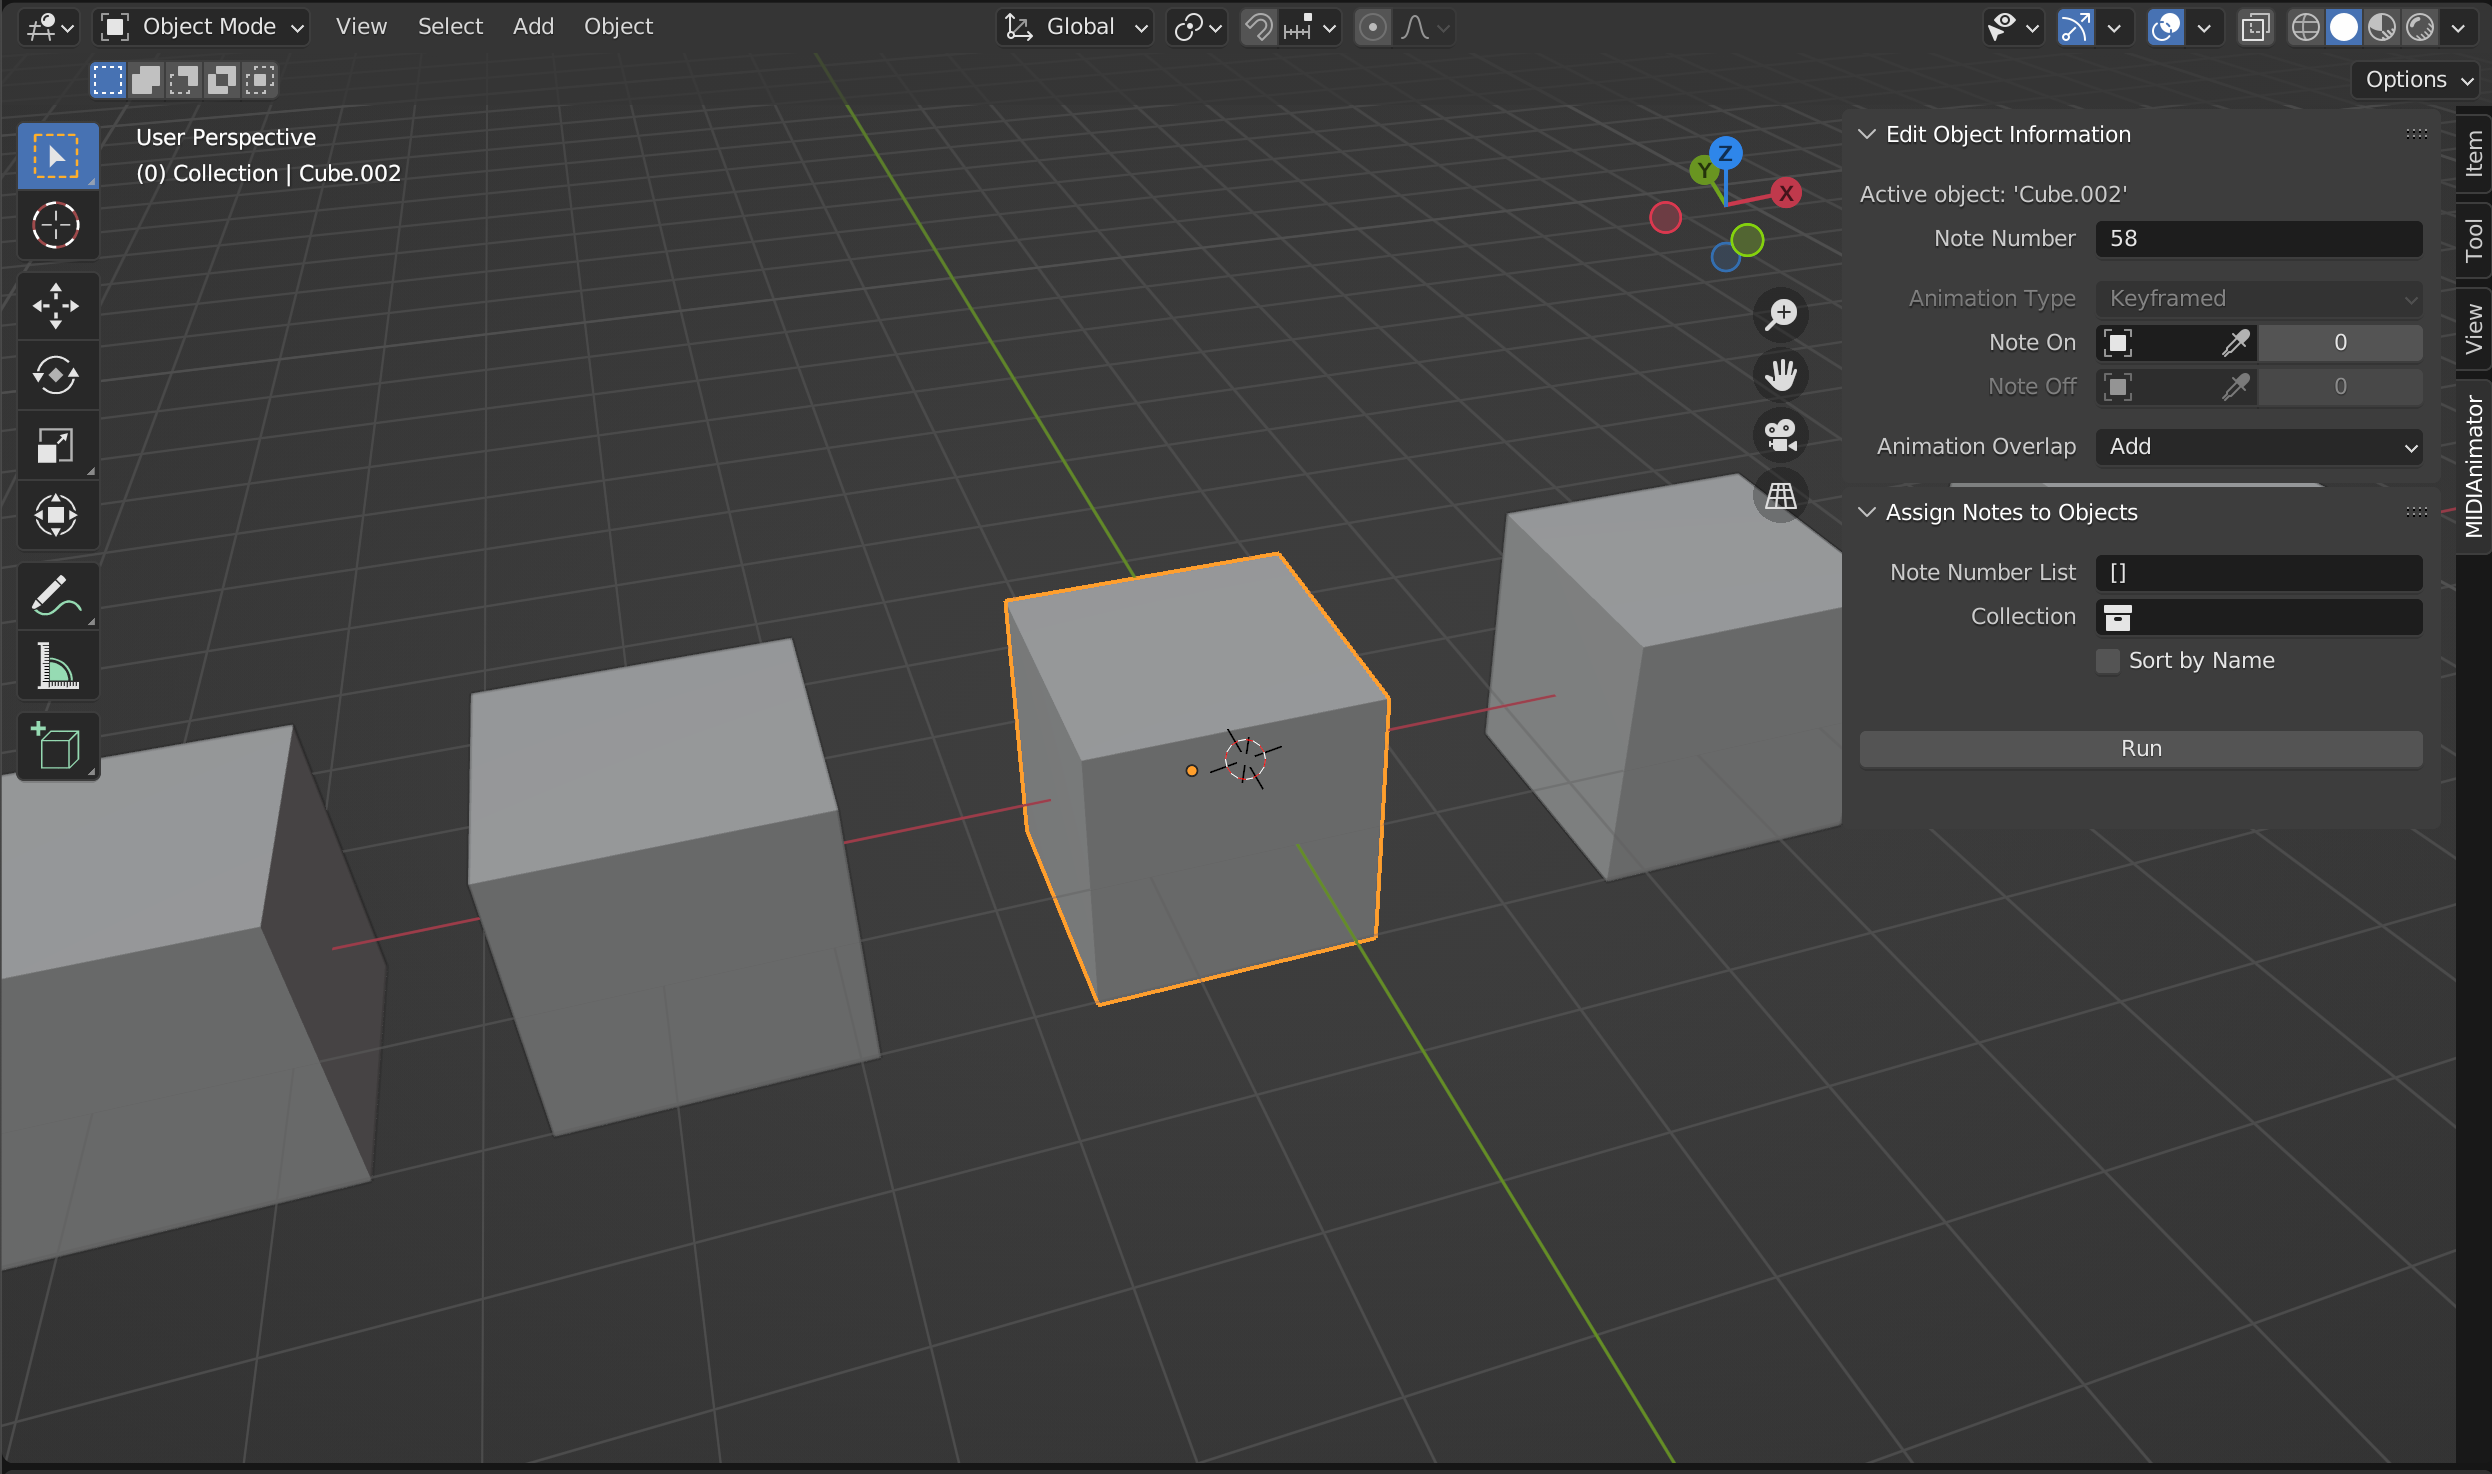 Object Mode View Select Add Object Global
Options
User Perspective
(0) Collection | Cube.002
Z
Y
X
Edit Object Information
Active object: 'Cube.002'
Note Number 58
Animation Type Keyframed
Note On 0
Note Off 0
Animation Overlap Add
Assign Notes to Objects
Note Number List []
Collection
Sort by Name
Run
Item
Tool
View
MIDIAnimator